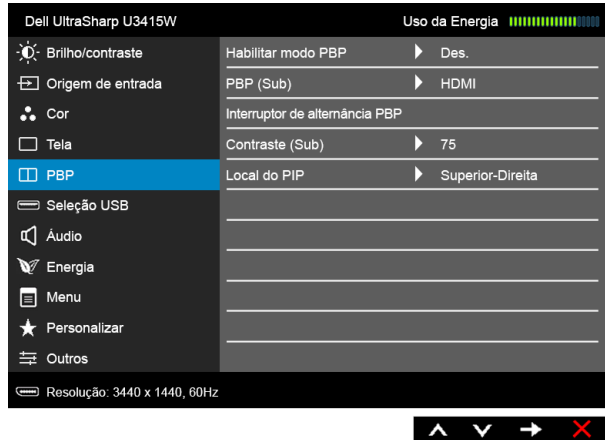 Dell UltraSharp U3415W Uso da Energia
Brilho/contraste Habilitar modo PBP Des.
Origem de entrada PBP (Sub) HDMI
Cor Interruptor de alternância PBP
Tela Contraste (Sub) 75
PBP Local do PIP Superior-Direita
Seleção USB
Áudio
Energia
Menu
Personalizar
Outros
Resolução: 3440 x 1440, 60Hz